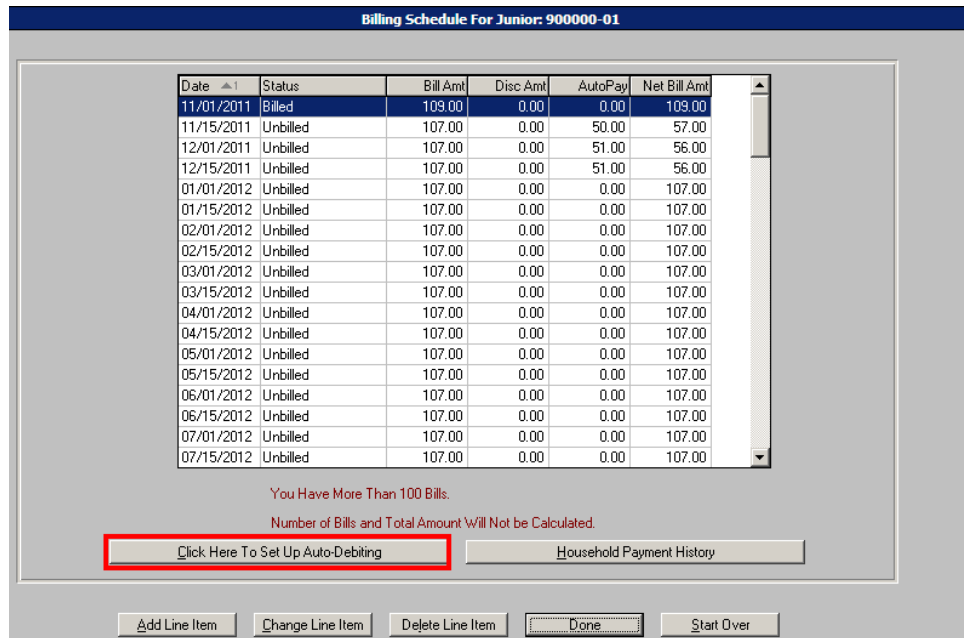 Billing Schedule For Junior: 900000-01
Date 1 Status Bill Amt Disc Amt AutoPay Net Bill Amt
11/01/2011 Billed 109.00 0.00 0.00 109.00
11/15/2011 Unbilled 107.00 0.00 50.00 57.00
12/01/2011 Unbilled 107.00 0.00 51.00 56.00
12/15/2011 Unbilled 107.00 0.00 51.00 56.00
01/01/2012 Unbilled 107.00 0.00 0.00 107.00
01/15/2012 Unbilled 107.00 0.00 0.00 107.00
02/01/2012 Unbilled 107.00 0.00 0.00 107.00
02/15/2012 Unbilled 107.00 0.00 0.00 107.00
03/01/2012 Unbilled 107.00 0.00 0.00 107.00
03/15/2012 Unbilled 107.00 0.00 0.00 107.00
04/01/2012 Unbilled 107.00 0.00 0.00 107.00
04/15/2012 Unbilled 107.00 0.00 0.00 107.00
05/01/2012 Unbilled 107.00 0.00 0.00 107.00
05/15/2012 Unbilled 107.00 0.00 0.00 107.00
06/01/2012 Unbilled 107.00 0.00 0.00 107.00
06/15/2012 Unbilled 107.00 0.00 0.00 107.00
07/01/2012 Unbilled 107.00 0.00 0.00 107.00
07/15/2012 Unbilled 107.00 0.00 0.00 107.00
You Have More Than 100 Bills.
Number of Bills and Total Amount Will Not be Calculated.
Click Here To Set Up Auto-Debiting Household Payment History
Add Line Item Change Line Item Delete Line Item Done Start Over